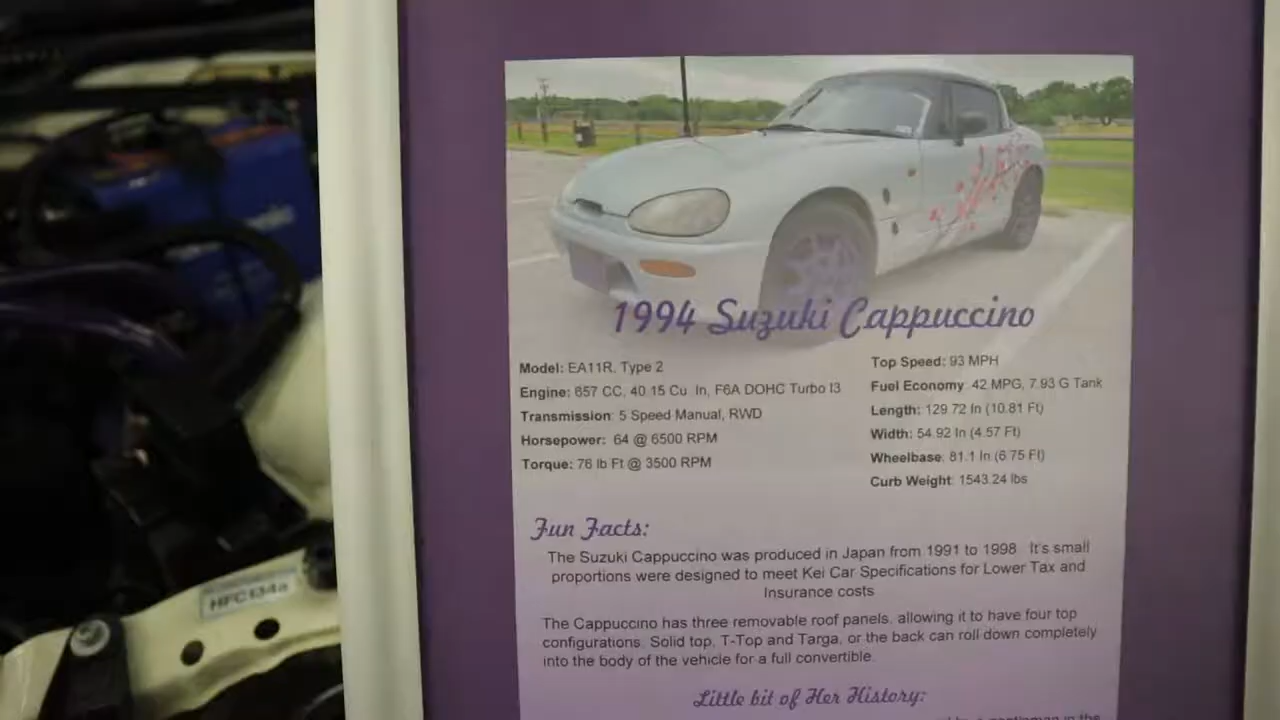 1994 Suzuki Cappuccino
Model: EA11R, Type 2
Engine: 657 CC, 40.15 Cu. In, F6A DOHC Turbo I3
Transmission: 5 Speed Manual, RWD
Horsepower: 64 @ 6500 RPM
Torque: 76 lb Ft @ 3500 RPM
Top Speed: 93 MPH
Fuel Economy: 42 MPG, 7.93 G Tank
Length: 129.72 In (10.81 Ft)
Width: 54.92 In (4.57 Ft)
Wheelbase: 81.1 In (6.75 Ft)
Curb Weight: 1543.24 lbs
Fun Facts:
The Suzuki Cappuccino was produced in Japan from 1991 to 1998. It's small
proportions were designed to meet Kei Car Specifications for Lower Tax and
Insurance costs
The Cappuccino has three removable roof panels, allowing it to have four top
configurations. Solid top, T-Top and Targa, or the back can roll down completely
into the body of the vehicle for a full convertible.
Little bit of Her History:
HFC134a